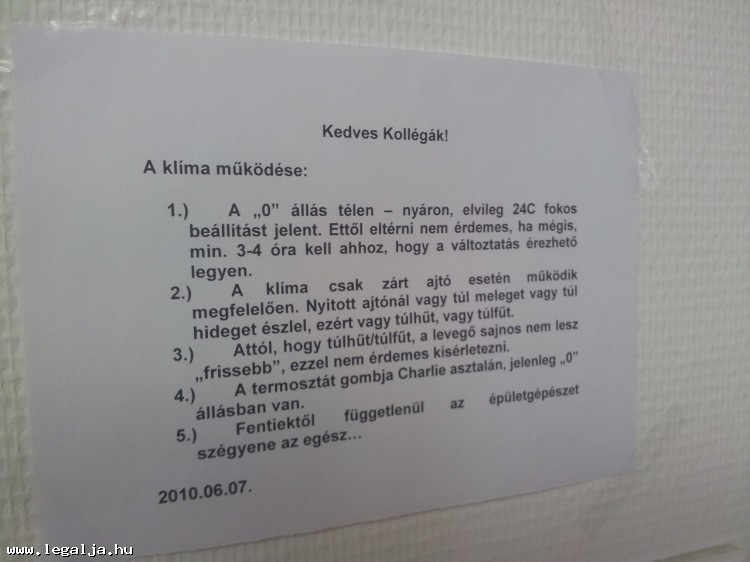 Kedves Kollégák!
A klíma működése:
1.) A „0” állás télen – nyáron, elvileg 24C fokos
beállítást jelent. Ettől eltérni nem érdemes, ha mégis,
min. 3-4 óra kell ahhoz, hogy a változtatás érezhető
legyen.
2.) A klíma csak zárt ajtó esetén működik
megfelelően. Nyitott ajtónál vagy túl meleget vagy túl
hideget észlel, ezért vagy túlhűt, vagy túlfűt.
3.) Attól, hogy túlhűt/túlfűt, a levegő sajnos nem lesz
„frissebb”, ezzel nem érdemes kísérletezni.
4.) A termosztát gombja Charlie asztalán, jelenleg „0”
állásban van.
5.) Fentiektől függetlenül az épületgépészet
szégyene az egész...
2010.06.07.
www.legalja.hu